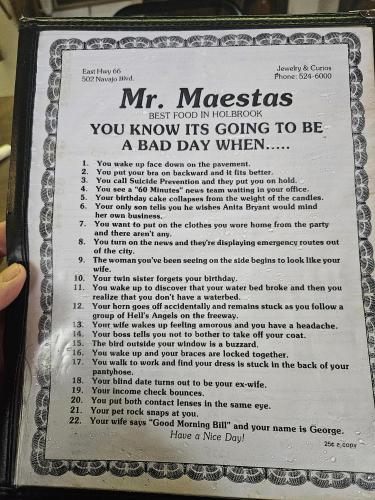 East Hwy 66
502 Navajo Blvd.
Jewelry & Curios
Phone: 524-6000
Mr. Maestas
BEST FOOD IN HOLBROOK
YOU KNOW ITS GOING TO BE
A BAD DAY WHEN.....
1. You wake up face down on the pavement.
2. You put your bra on backward and it fits better.
3. You call Suicide Prevention and they put you on hold.
4. You see a "60 Minutes" news team waiting in your office.
5. Your birthday cake collapses from the weight of the candles.
6. Your only son tells you he wishes Anita Bryant would mind
her own business.
7. You want to put on the clothes you wore home from the party
and there aren't any.
8. You turn on the news and they're displaying emergency routes out
of the city.
9. The woman you've been seeing on the side begins to look like your
wife.
10. Your twin sister forgets your birthday.
11. You wake up to discover that your water bed broke and then you
realize that you don't have a waterbed.
12. Your horn goes off accidentally and remains stuck as you follow a
group of Hell's Angels on the freeway.
13. Your wife wakes up feeling amorous and you have a headache.
14. Your boss tells you not to bother to take off your coat.
15. The bird outside your window is a buzzard.
16. You wake up and your braces are locked together.
17. You walk to work and find your dress is stuck in the back of your
pantyhose.
18. Your blind date turns out to be your ex-wife.
19. Your income check bounces.
20. You put both contact lenses in the same eye.
21. Your pet rock snaps at you.
22. Your wife says "Good Morning Bill" and your name is George.
Have a Nice Day!
25¢ a copy